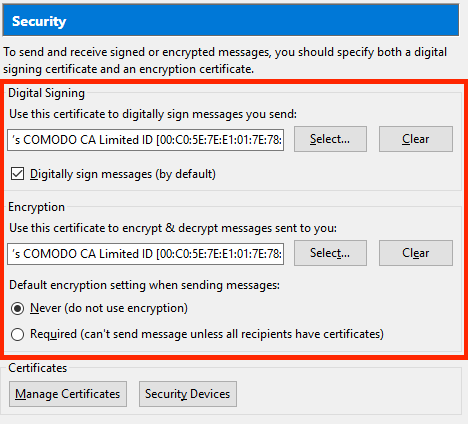 Security
To send and receive signed or encrypted messages, you should specify both a digital
signing certificate and an encryption certificate.
Digital Signing
Use this certificate to digitally sign messages you send:
's COMODO CA Limited ID [00:C0:5E:7E:E1:01:7E:78:
Select...
Clear
Digitally sign messages (by default)
Encryption
Use this certificate to encrypt & decrypt messages sent to you:
's COMODO CA Limited ID [00:C0:5E:7E:E1:01:7E:78:
Select...
Clear
Default encryption setting when sending messages:
Never (do not use encryption)
Required (can't send message unless all recipients have certificates)
Certificates
Manage Certificates
Security Devices